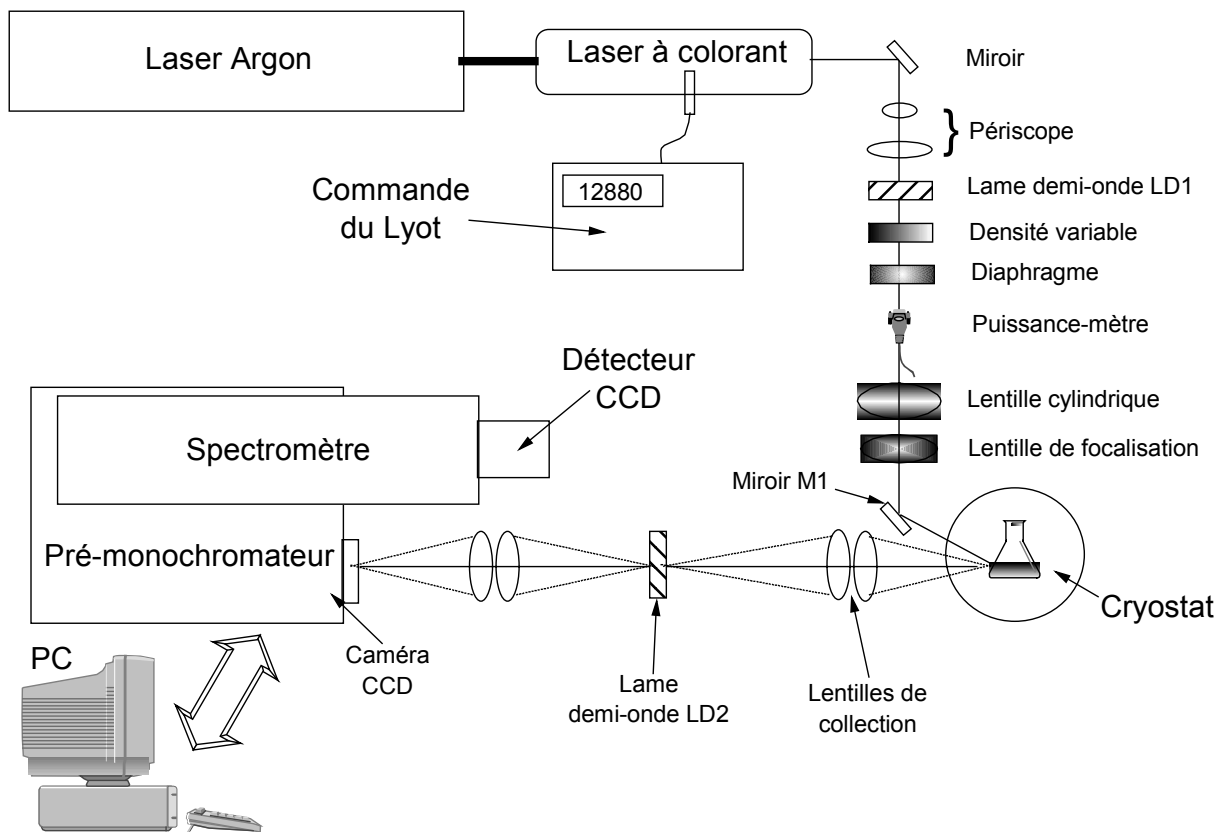 Laser Argon
Laser à colorant
Miroir
}
Périscope
Commande
du Lyot
12880
Lame demi-onde LD1
Densité variable
Diaphragme
Puissance-mètre
Détecteur
CCD
Lentille cylindrique
Spectromètre
Lentille de focalisation
Miroir M1
Pré-monochromateur
Cryostat
PC
Caméra
CCD
Lame
demi-onde LD2
Lentilles de
collection